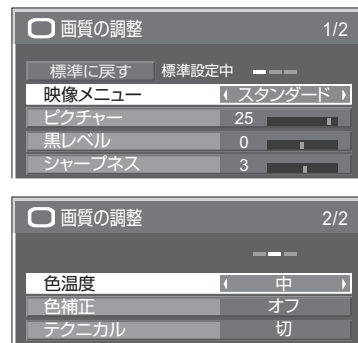 画質の調整 1/2
標準に戻す 標準設定中
映像メニュー スタンダード
ピクチャー 25
黒レベル 0
シャープネス 3
画質の調整 2/2
色温度 中
色補正 オフ
テクニカル 切